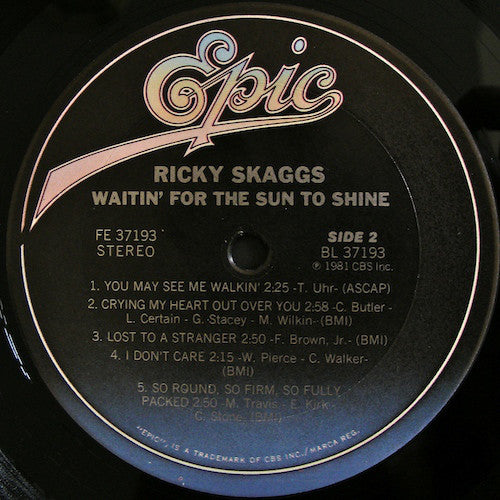 Epic
RICKY SKAGGS
WAITIN' FOR THE SUN TO SHINE
FE 37193
STEREO
SIDE 2
BL 37193
℗ 1981 CBS Inc.
1. YOU MAY SEE ME WALKIN' 2:25 -T. Uhr- (ASCAP)
2. CRYING MY HEART OUT OVER YOU 2:58 -C. Butler-
L. Certain - G. Stacey - M. Wilkin- (BMI)
3. LOST TO A STRANGER 2:50 -F. Brown, Jr.- (BMI)
4. I DON'T CARE 2:15 -W. Pierce - C. Walker-
(BMI)
5. SO ROUND, SO FIRM, SO FULLY
PACKED 2:50 -M. Travis - E. Kirk-
C. Stone- (BMI)
"EPIC", IS A TRADEMARK OF CBS INC./MARCA REG.